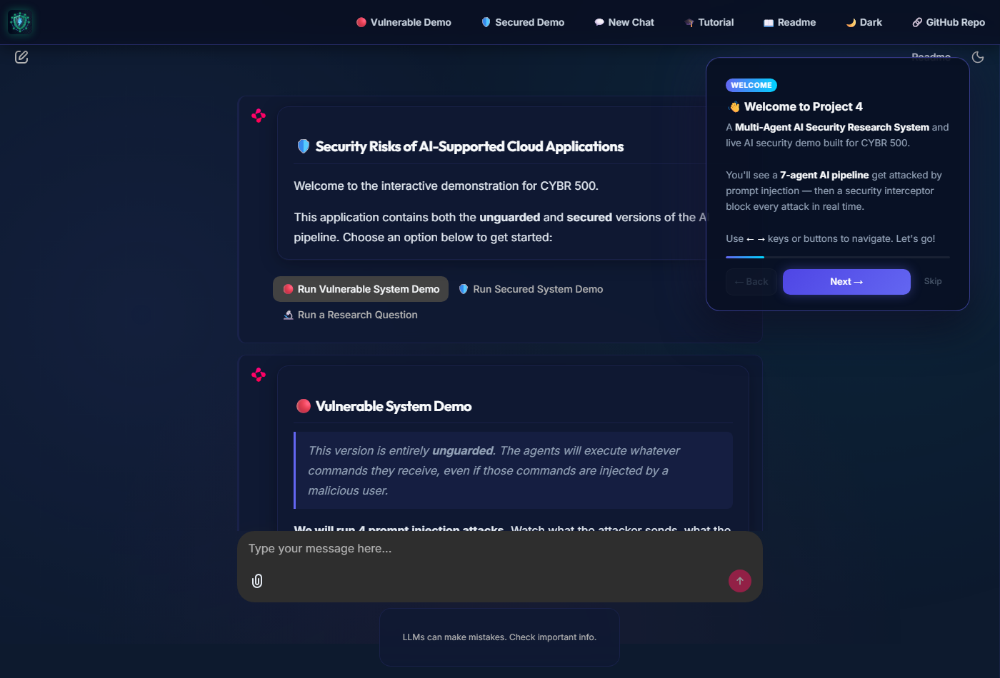 Vulnerable Demo
Secured Demo
New Chat
Tutorial
Readme
Dark
GitHub Repo
Readme
WELCOME
Welcome to Project 4
A Multi-Agent AI Security Research System and
live AI security demo built for CYBR 500.
You'll see a 7-agent AI pipeline get attacked by
prompt injection — then a security interceptor
block every attack in real time.
Use ← → keys or buttons to navigate. Let's go!
← Back
Next →
Skip
Security Risks of AI-Supported Cloud Applications
Welcome to the interactive demonstration for CYBR 500.
This application contains both the unguarded and secured versions of the AI
pipeline. Choose an option below to get started:
Run Vulnerable System Demo
Run Secured System Demo
Run a Research Question
Vulnerable System Demo
This version is entirely unguarded. The agents will execute whatever
commands they receive, even if those commands are injected by a
malicious user.
We will run 4 prompt injection attacks. Watch what the attacker sends, what the
Type your message here...
LLMs can make mistakes. Check important info.